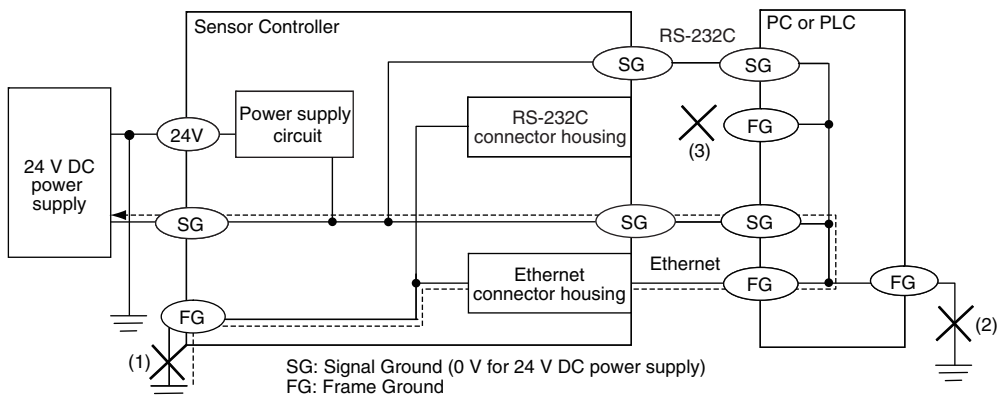 Sensor Controller
PC or PLC
RS-232C
SG
SG
24 V DC
power
supply
24V
Power supply
circuit
RS-232C
connector housing
(3)
FG
SG
SG
SG
Ethernet
connector housing
Ethernet
FG
FG
FG
(1)
(2)
SG: Signal Ground (0 V for 24 V DC power supply)
FG: Frame Ground